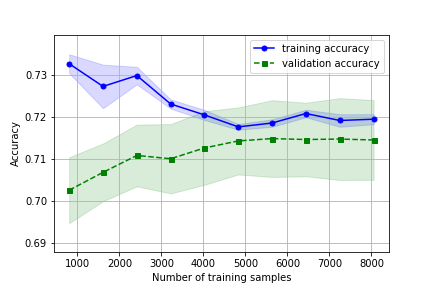 training accuracy
validation accuracy
0.73
0.72
0.71
0.70
0.69
Accuracy
1000 2000 3000 4000 5000 6000 7000 8000
Number of training samples